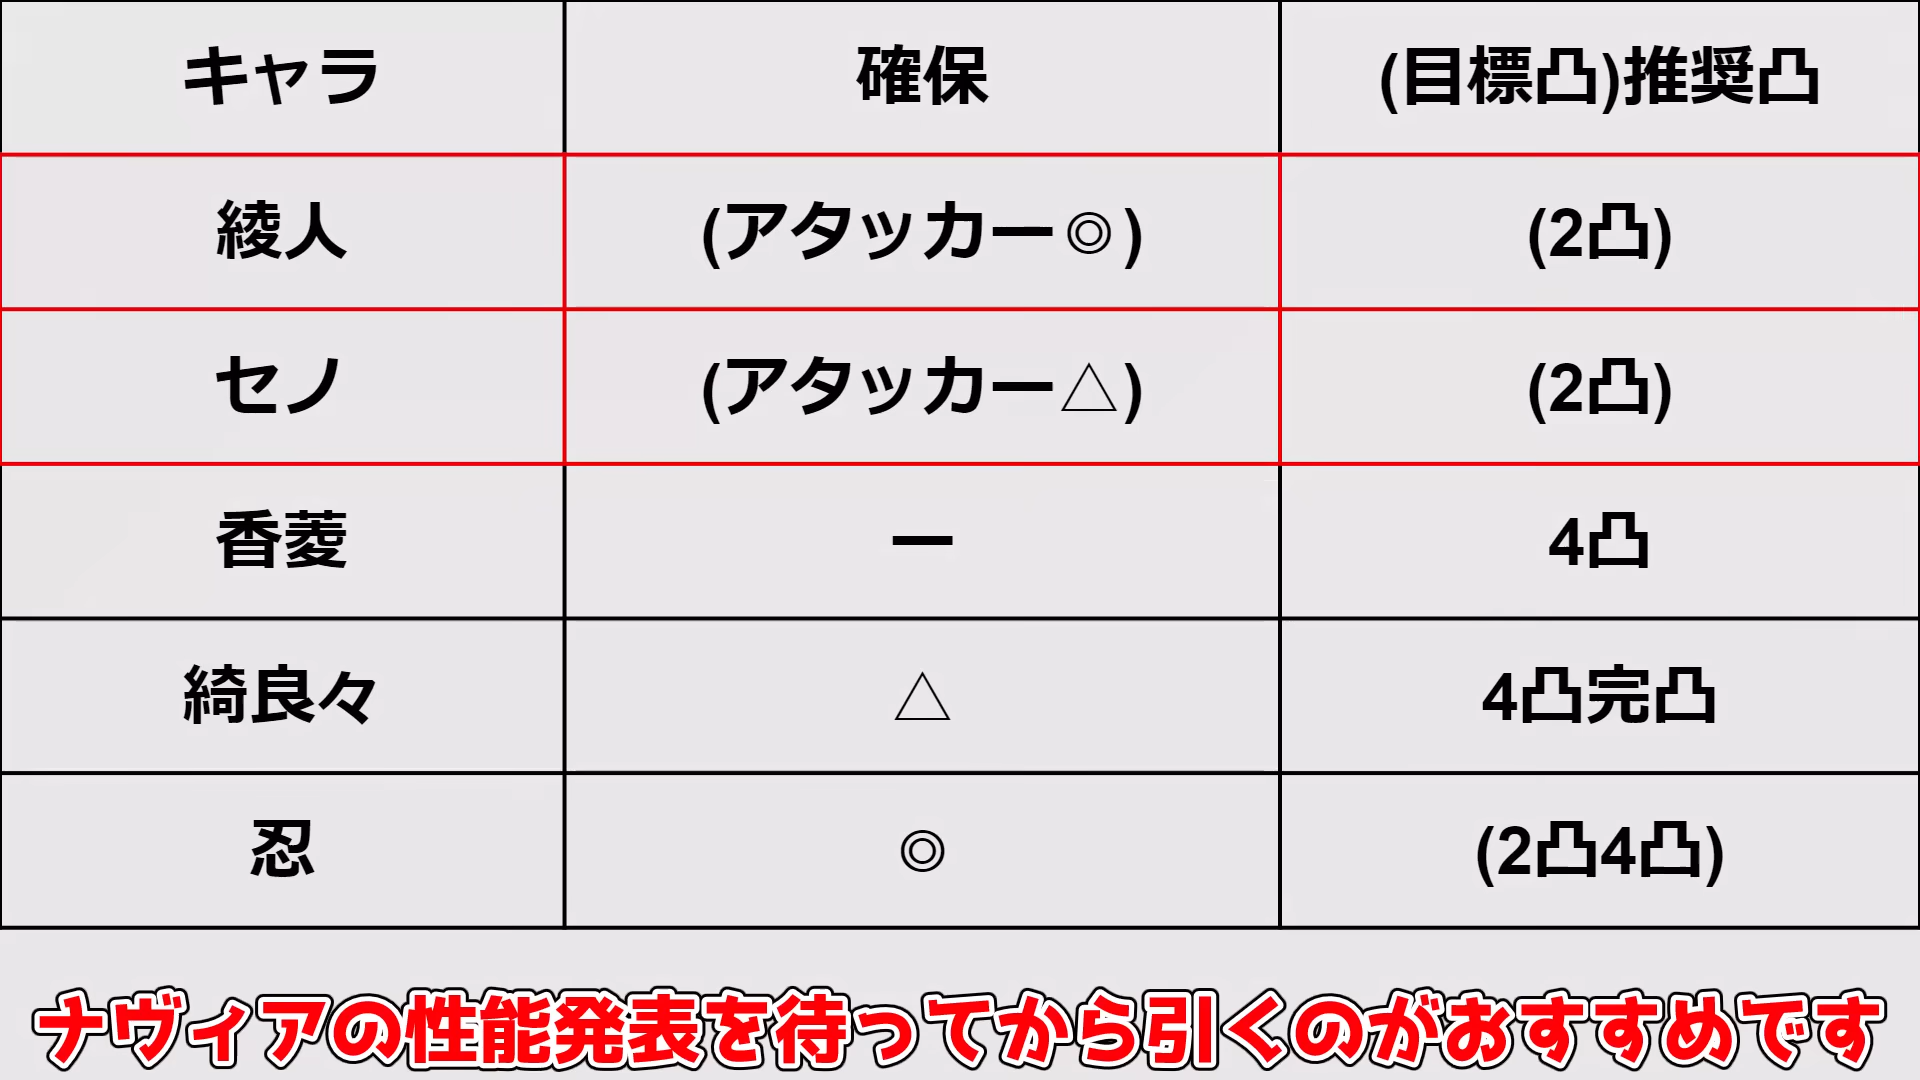 キャラ 確保 (目標凸)推奨凸
綾人 (アタッカー◎) (2凸)
セノ (アタッカー△) (2凸)
香菱 ー 4凸
綺良々 △ 4凸完凸
忍 ◎ (2凸4凸)
ナヴィアの性能発表を待ってから引くのがおすすめです